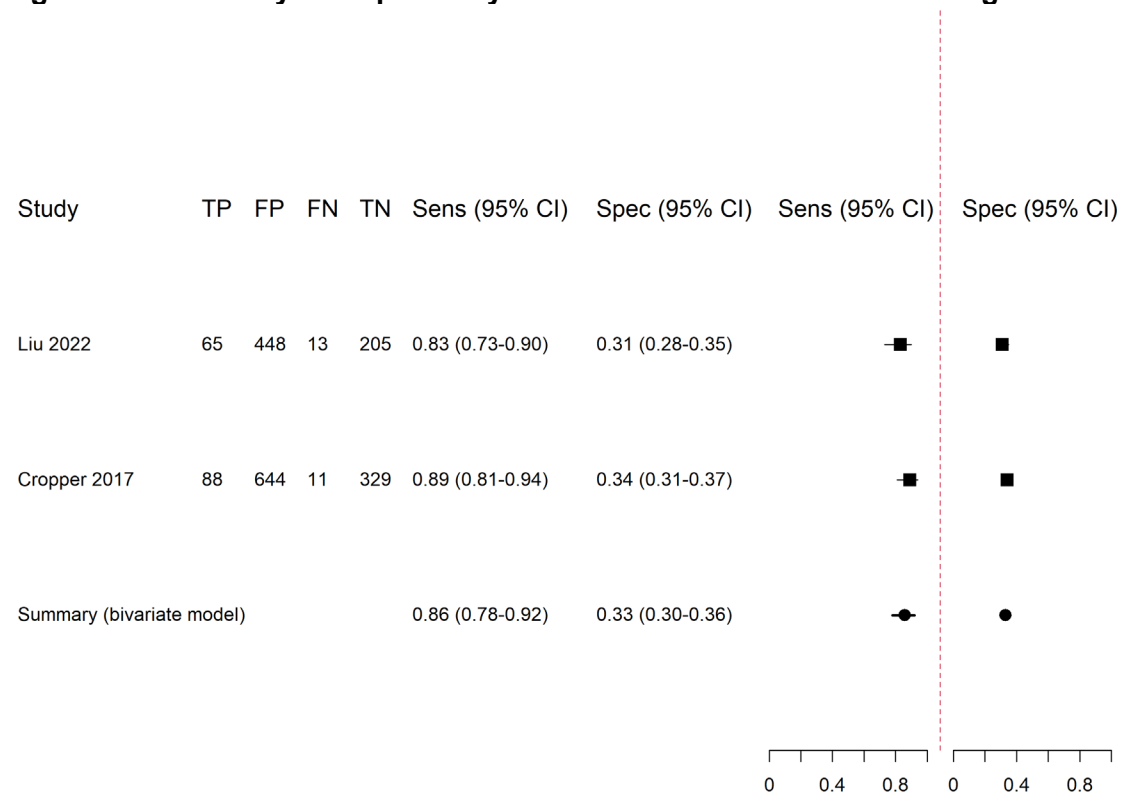 Study TP FP FN TN Sens (95% CI) Spec (95% CI) Sens (95% CI) Spec (95% CI)
Liu 2022 65 448 13 205 0.83 (0.73-0.90) 0.31 (0.28-0.35)
Cropper 2017 88 644 11 329 0.89 (0.81-0.94) 0.34 (0.31-0.37)
Summary (bivariate model) 0.86 (0.78-0.92) 0.33 (0.30-0.36)
0 0.4 0.8 0 0.4 0.8